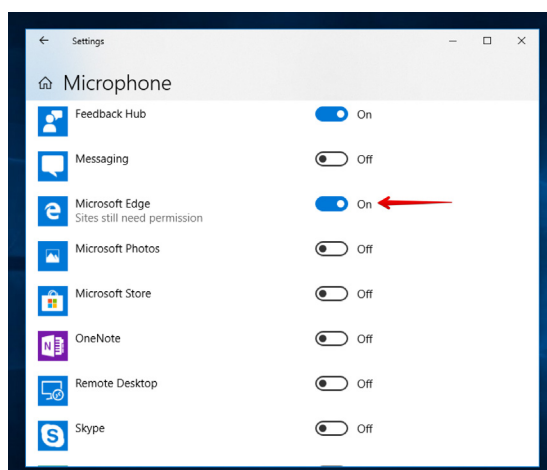 Settings
Microphone
Feedback Hub On
Messaging Off
Microsoft Edge On
Sites still need permission
Microsoft Photos Off
Microsoft Store Off
N
OneNote Off
Remote Desktop Off
S
Skype Off